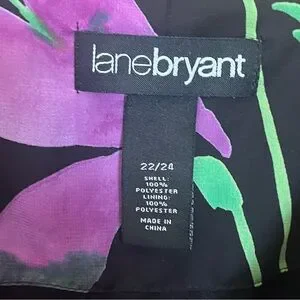 lanebryant
22/24
SHELL:
100%
POLYESTER
LINING:
100%
POLYESTER
MADE IN
CHINA